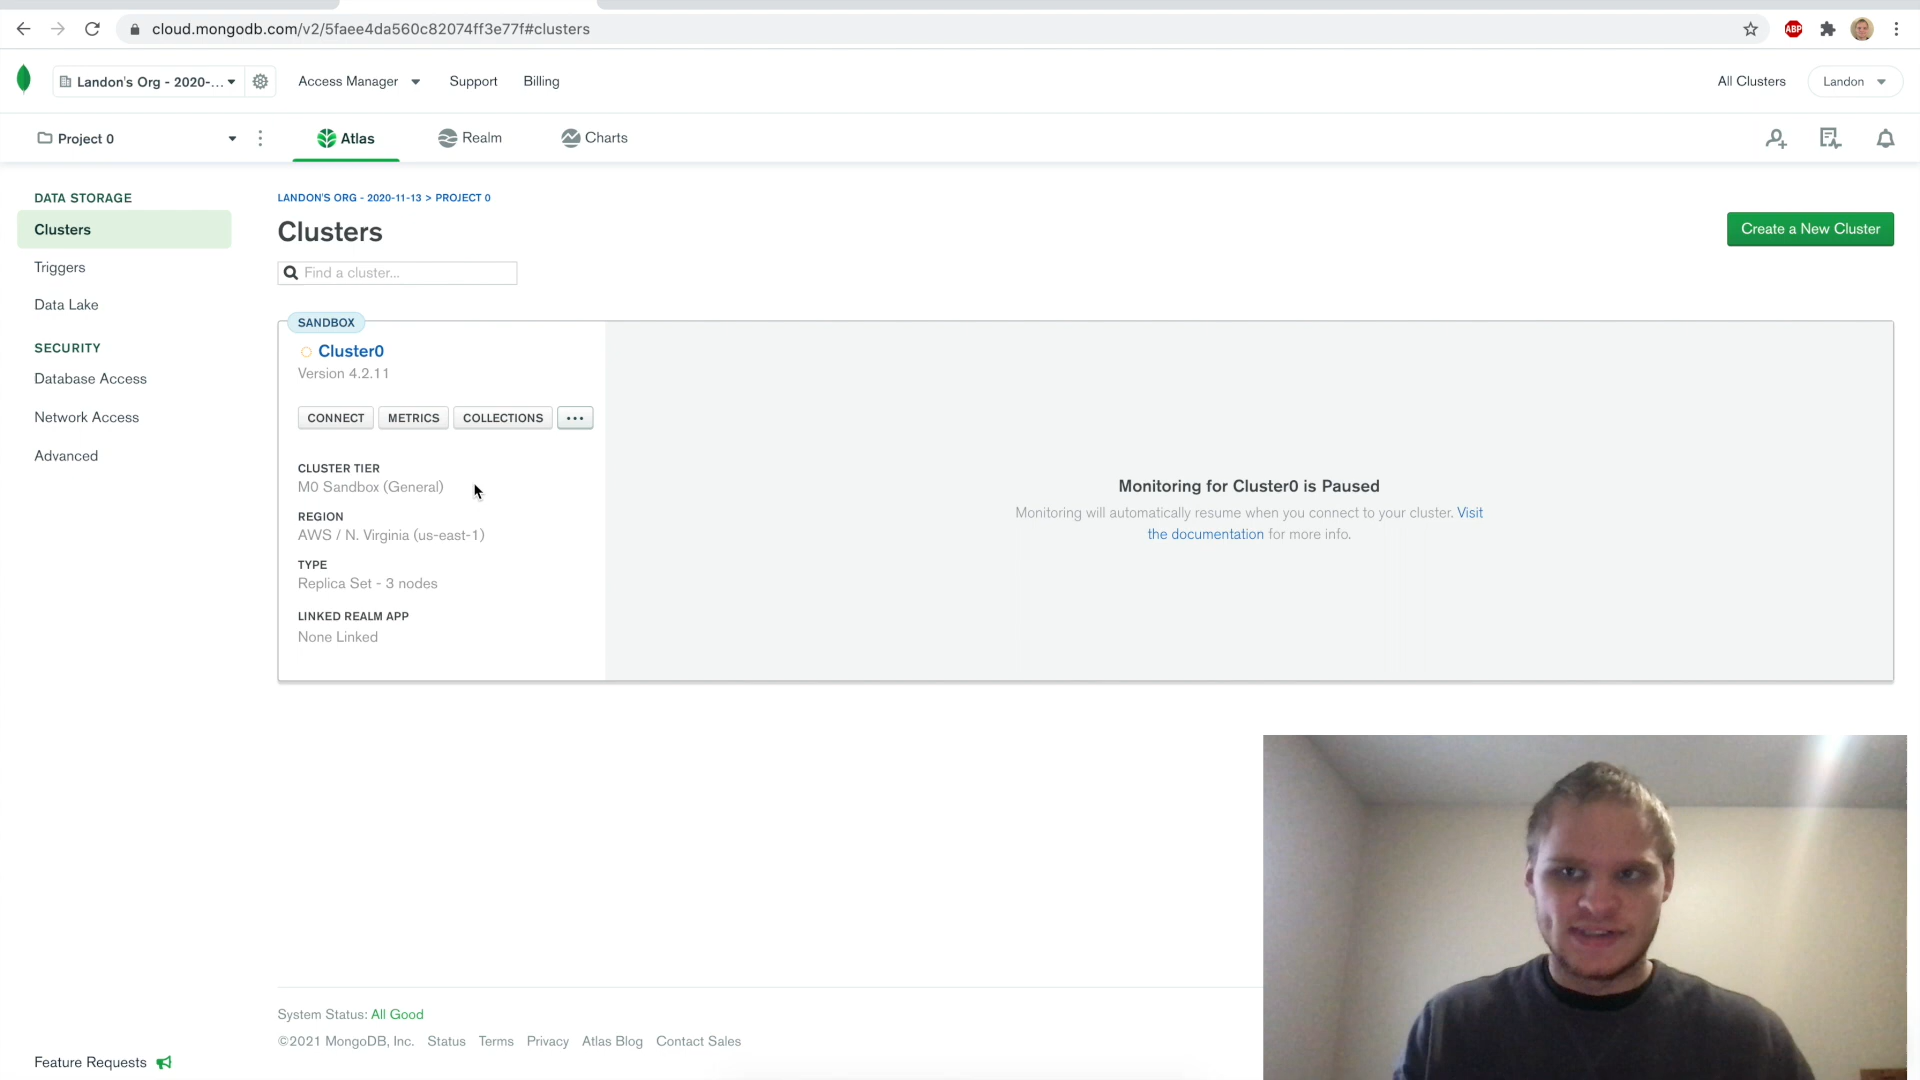 cloud.mongodb.com/v2/5faee4da560c82074ff3e77f#clusters
ABP
Landon's Org - 2020-...
Access Manager
Support
Billing
All Clusters
Landon
Project 0
Atlas
Realm
Charts
DATA STORAGE
Clusters
Triggers
Data Lake
SECURITY
Database Access
Network Access
Advanced
LANDON'S ORG - 2020-11-13 > PROJECT 0
Clusters
Create a New Cluster
Find a cluster...
SANDBOX
Cluster0
Version 4.2.11
CONNECT
METRICS
COLLECTIONS
...
CLUSTER TIER
M0 Sandbox (General)
REGION
AWS / N. Virginia (us-east-1)
TYPE
Replica Set - 3 nodes
LINKED REALM APP
None Linked
Monitoring for Cluster0 is Paused
Monitoring will automatically resume when you connect to your cluster. Visit
the documentation for more info.
System Status: All Good
©2021 MongoDB, Inc. Status Terms Privacy Atlas Blog Contact Sales
Feature Requests